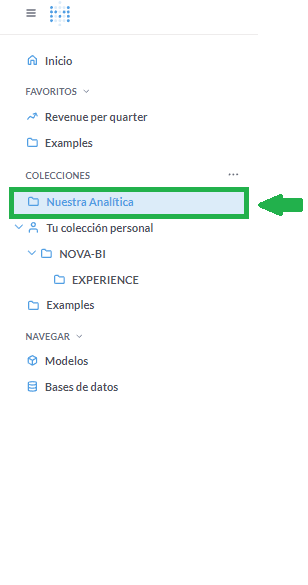 Inicio
FAVORITOS
Revenue per quarter
Examples
COLECCIONES
Nuestra Analítica
Tu colección personal
NOVA-BI
EXPERIENCE
Examples
NAVEGAR
Modelos
Bases de datos